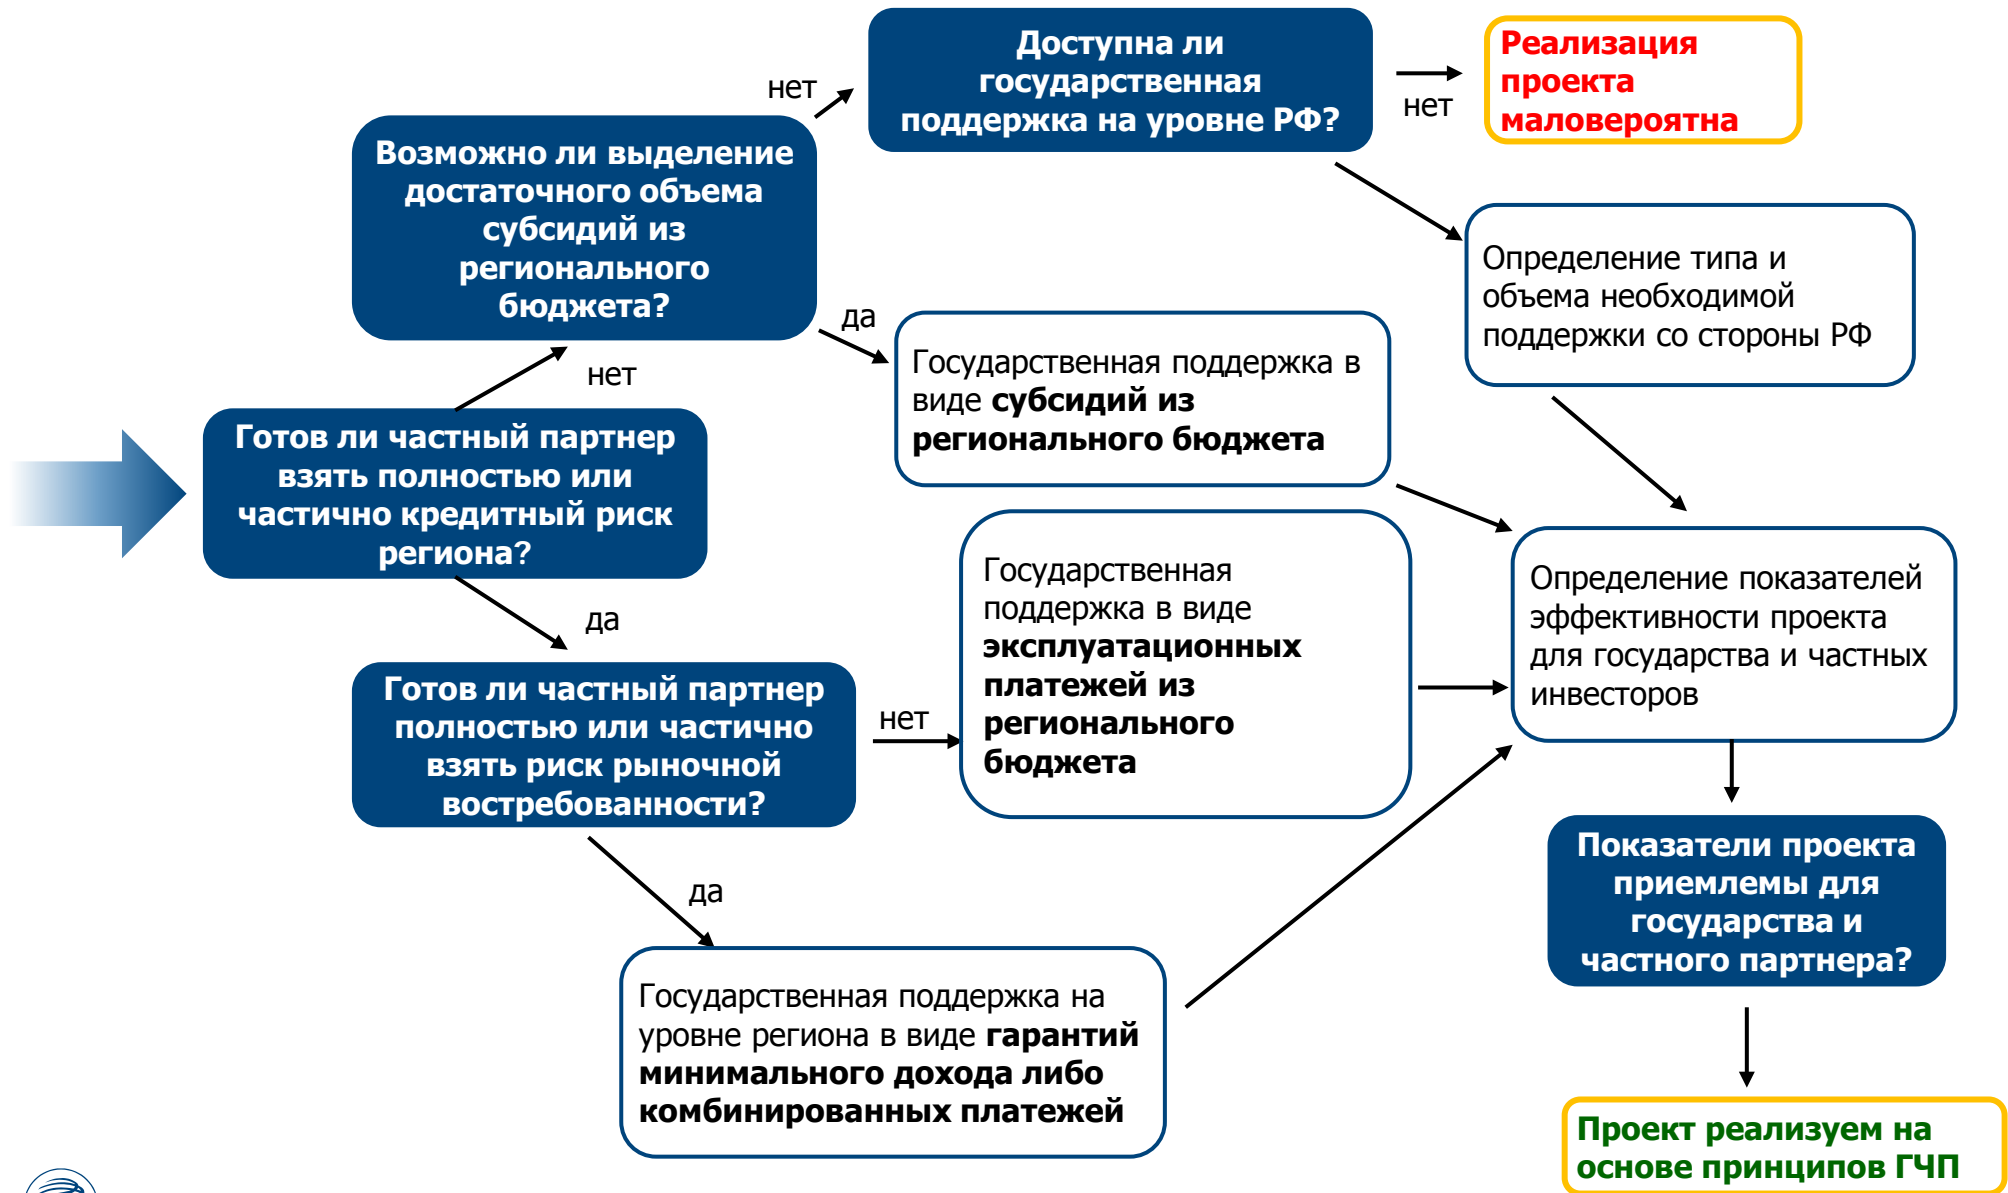 Доступна ли
государственная
поддержка на уровне РФ?
нет
нет
Реализация
проекта
маловероятна
Возможно ли выделение
достаточного объема
субсидий из
регионального
бюджета?
да
нет
Определение типа и
объема необходимой
поддержки со стороны РФ
Государственная поддержка в
виде субсидий из
регионального бюджета
Готов ли частный партнер
взять полностью или
частично кредитный риск
региона?
да
Государственная
поддержка в виде
эксплуатационных
платежей из
регионального
бюджета
Определение показателей
эффективности проекта
для государства и частных
инвесторов
Готов ли частный партнер
полностью или частично
взять риск рыночной
востребованности?
нет
да
Показатели проекта
приемлемы для
государства и
частного партнера?
Государственная поддержка на
уровне региона в виде гарантий
минимального дохода либо
комбинированных платежей
Проект реализуем на
основе принципов ГЧП